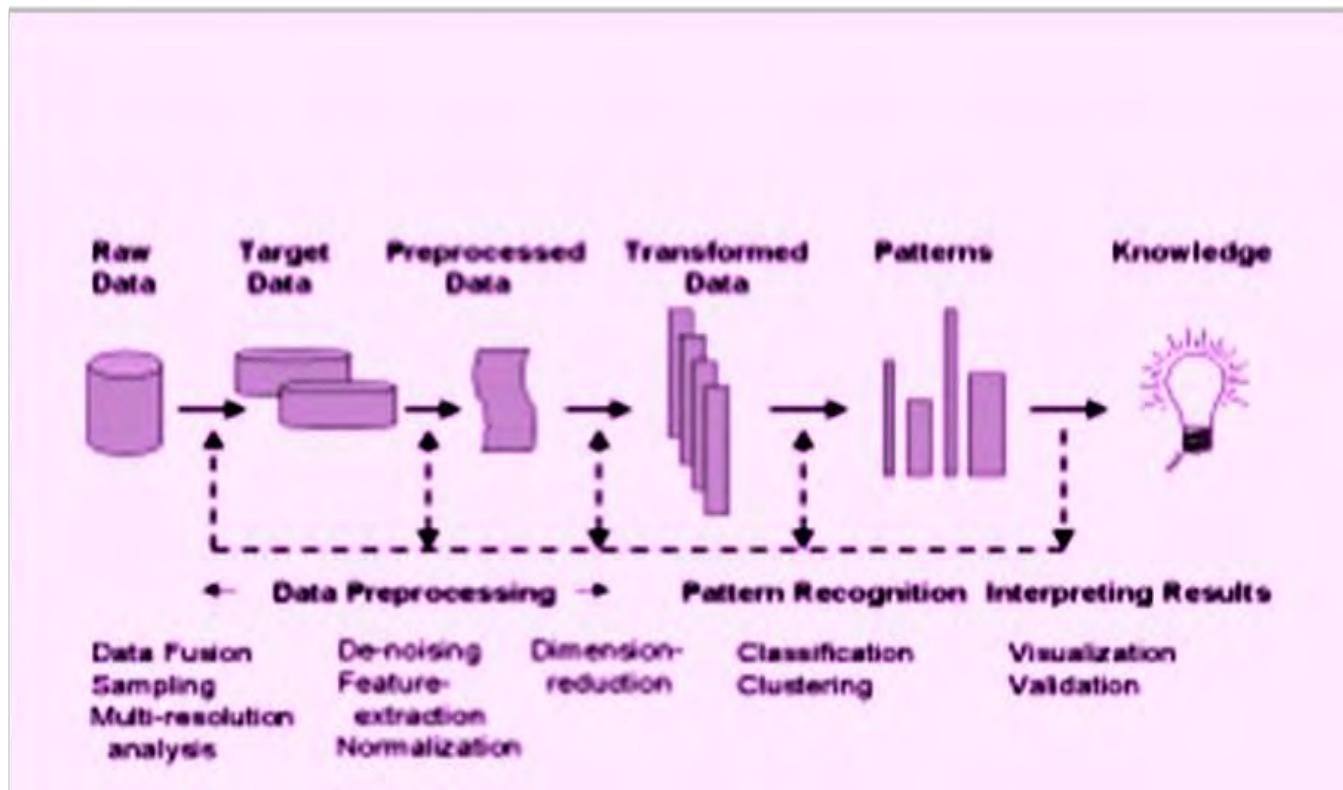 Raw
Data
Target
Data
Preprocessed
Data
Transformed
Data
Patterns
Knowledge
Data Preprocessing
Pattern Recognition
Interpreting Results
Data Fusion
Sampling
Multi-resolution
analysis
De-noising
Feature-
extraction
Normalization
Dimension-
reduction
Classification
Clustering
Visualization
Validation